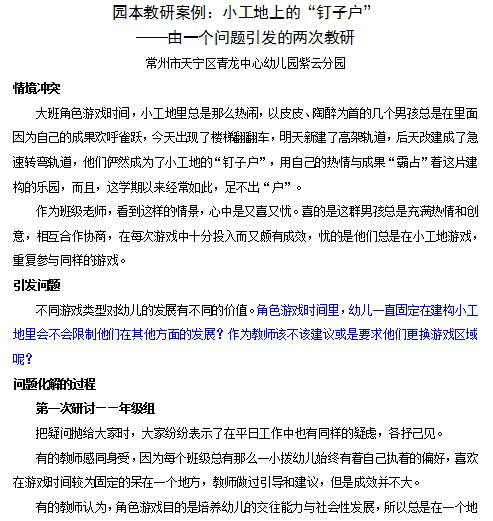 园本教研案例：小工地上的“钉子户”
——由一个问题引发的两次教研
常州市天宁区青龙中心幼儿园紫云分园
情境冲突
大班角色游戏时间，小工地里总是那么热闹，以皮皮、陶醉为首的几个男孩总是在里面
因为自己的成果欢呼雀跃，今天出现了楼梯翻翻车，明天新建了高架轨道，后天改建成了急
速转弯轨道，他们俨然成为了小工地的“钉子户”，用自己的热情与成果“霸占”着这片建
构的乐园，而且，这学期以来经常如此，足不出“户”。
作为班级老师，看到这样的情景，心中是又喜又忧。喜的是这群男孩总是充满热情和创
意，相互合作协商，在每次游戏中十分投入而又颇有成效，忧的是他们总是在小工地游戏，
重复参与同样的游戏。
引发问题
不同游戏类型对幼儿的发展有不同的价值。角色游戏时间里，幼儿一直固定在建构小工
地里会不会限制他们在其他方面的发展？作为教师该不该建议或是要求他们更换游戏区域
呢？
问题化解的过程
第一次研讨——年级组
把疑问抛给大家时，大家纷纷表示了在平日工作中也有同样的疑虑，各抒己见。
有的教师感同身受，因为每个班级总有那么一小拨幼儿始终有着自己执着的偏好，喜欢
在游戏时间较为固定的呆在一个地方，教师做过引导和建议，但是成效并不大。
有的教师认为，角色游戏目的是培养幼儿的交往能力与社会性发展，所以总是在一个地